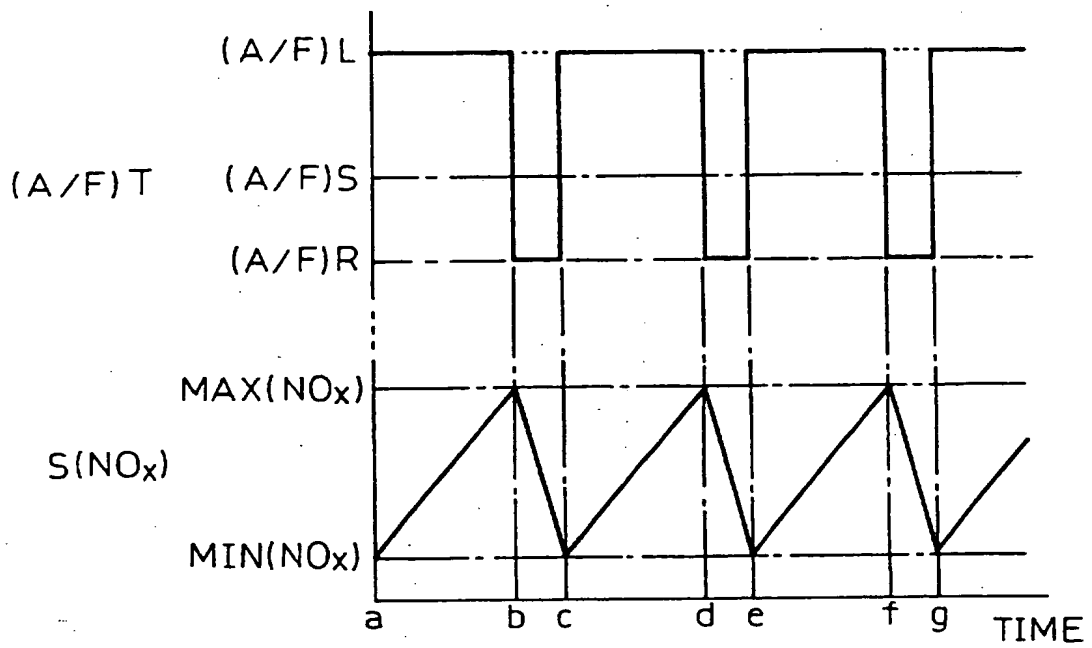 (A/F)L
(A/F)T (A/F)S
(A/F)R
MAX(NOx)
S(NOx)
MIN(NOx)
a b c d e f g
TIME